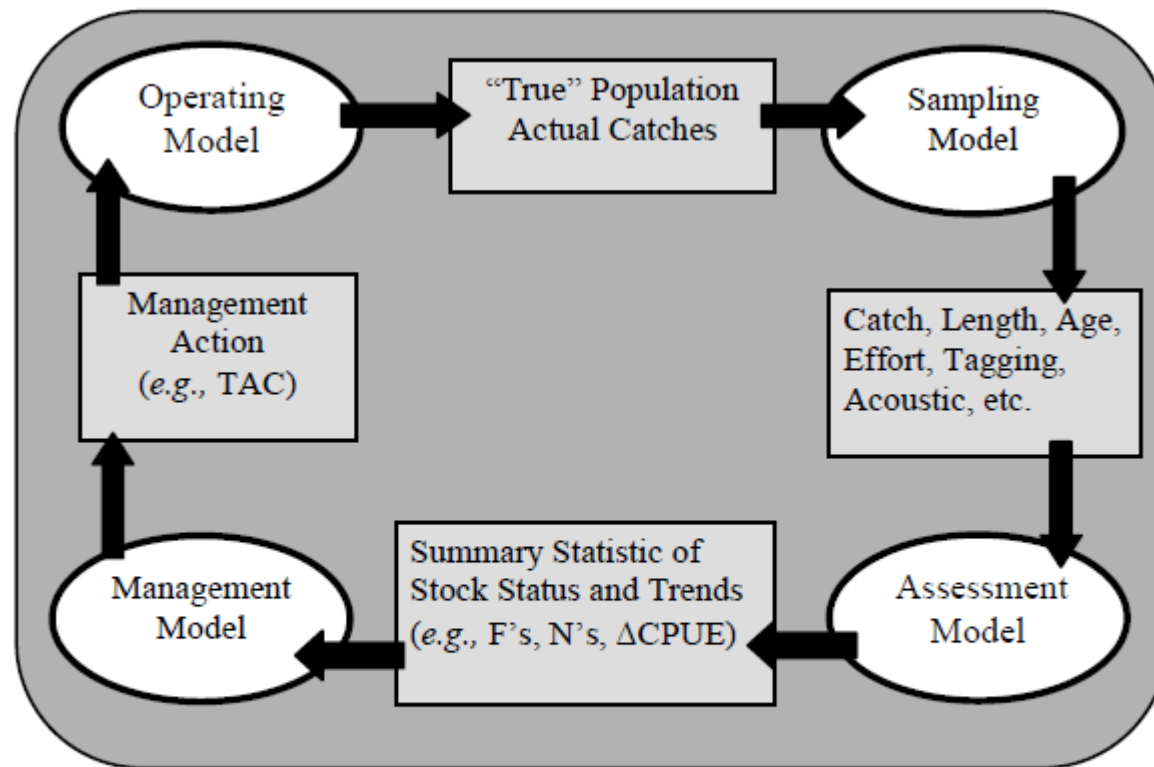 Operating
Model
“True” Population
Actual Catches
Sampling
Model
Management
Action
(e.g., TAC)
Catch, Length, Age,
Effort, Tagging,
Acoustic, etc.
Management
Model
Summary Statistic of
Stock Status and Trends
(e.g., F’s, N’s, ΔCPUE)
Assessment
Model